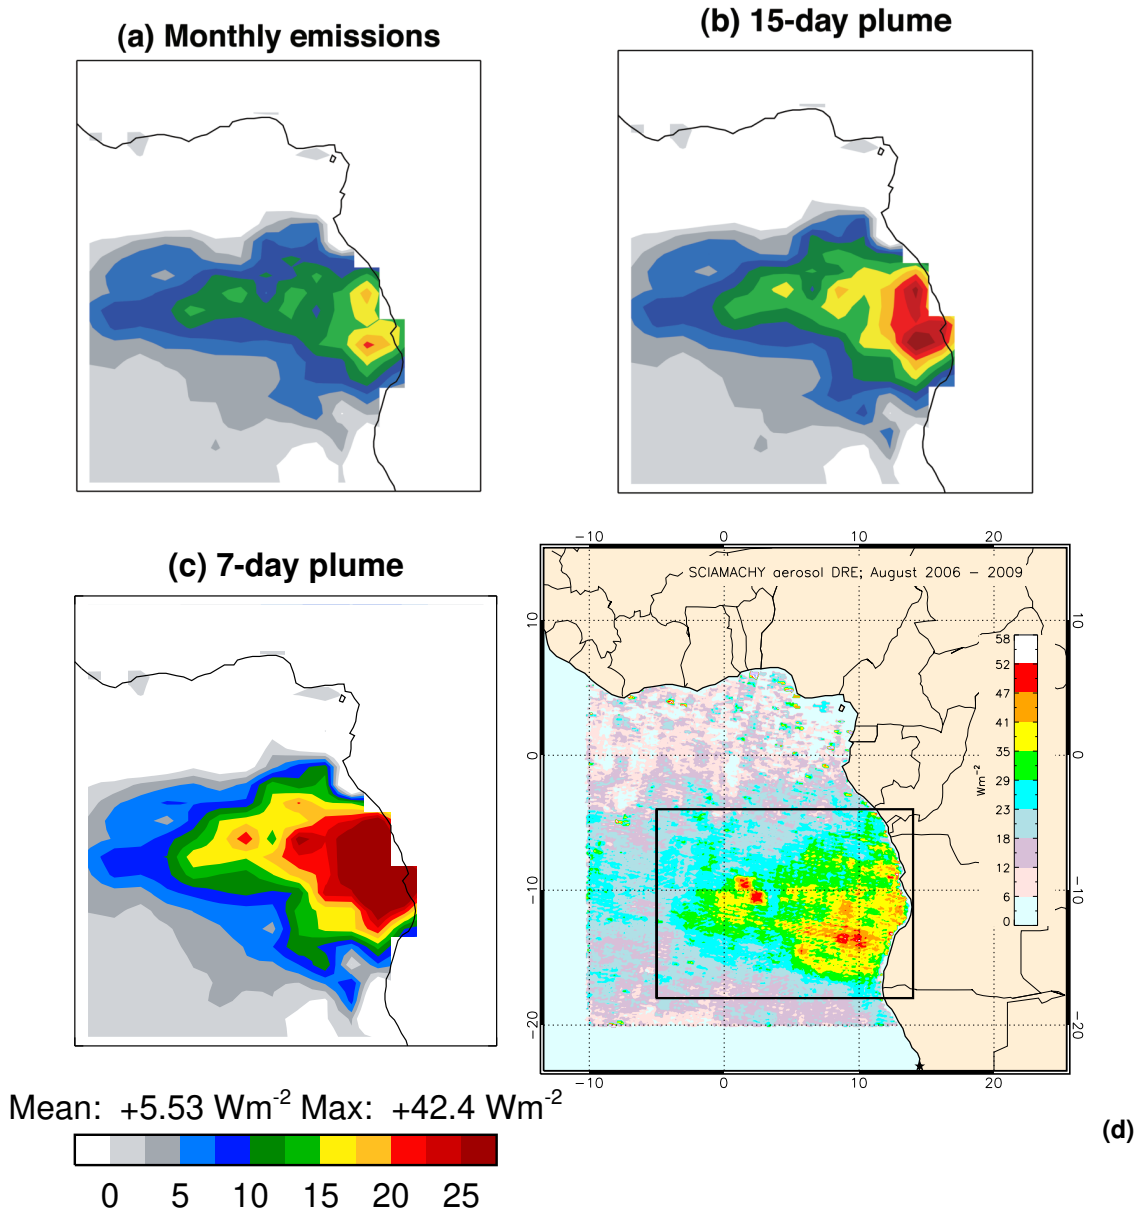 (a) Monthly emissions
(b) 15-day plume
(c) 7-day plume
-10 0 10 20
SCIAMACHY aerosol DRE; August 2006 - 2009
10
0
-10
-20
10
0
-10
-20
58
52
47
41
35
29
23
18
12
6
0
Wm-2
-10 0 10 20
Mean: +5.53 Wm-2 Max: +42.4 Wm-2
(d)
0 5 10 15 20 25